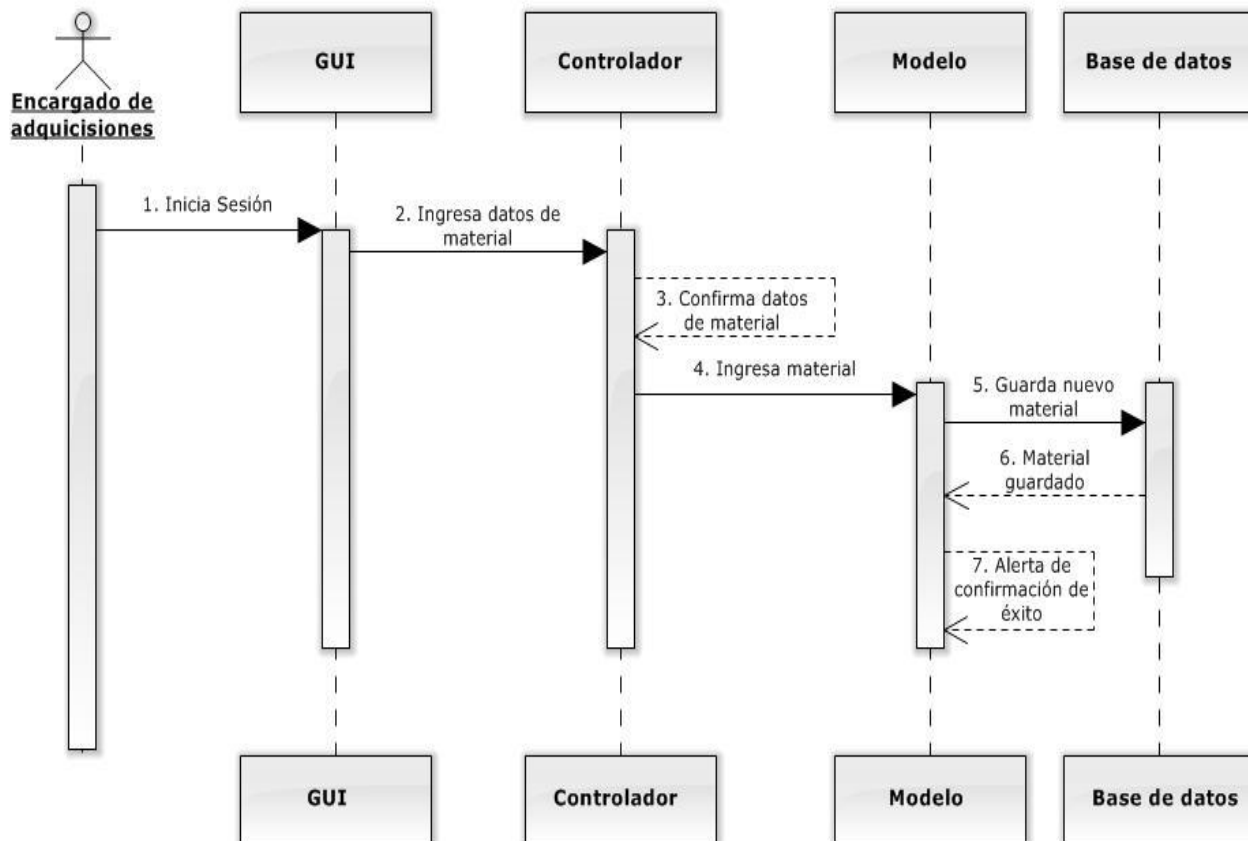 Encargado de
adquicisiones
GUI
Controlador
Modelo
Base de datos
1. Inicia Sesión
2. Ingresa datos de
material
3. Confirma datos
de material
4. Ingresa material
5. Guarda nuevo
material
6. Material
guardado
7. Alerta de
confirmación de
éxito
GUI
Controlador
Modelo
Base de datos